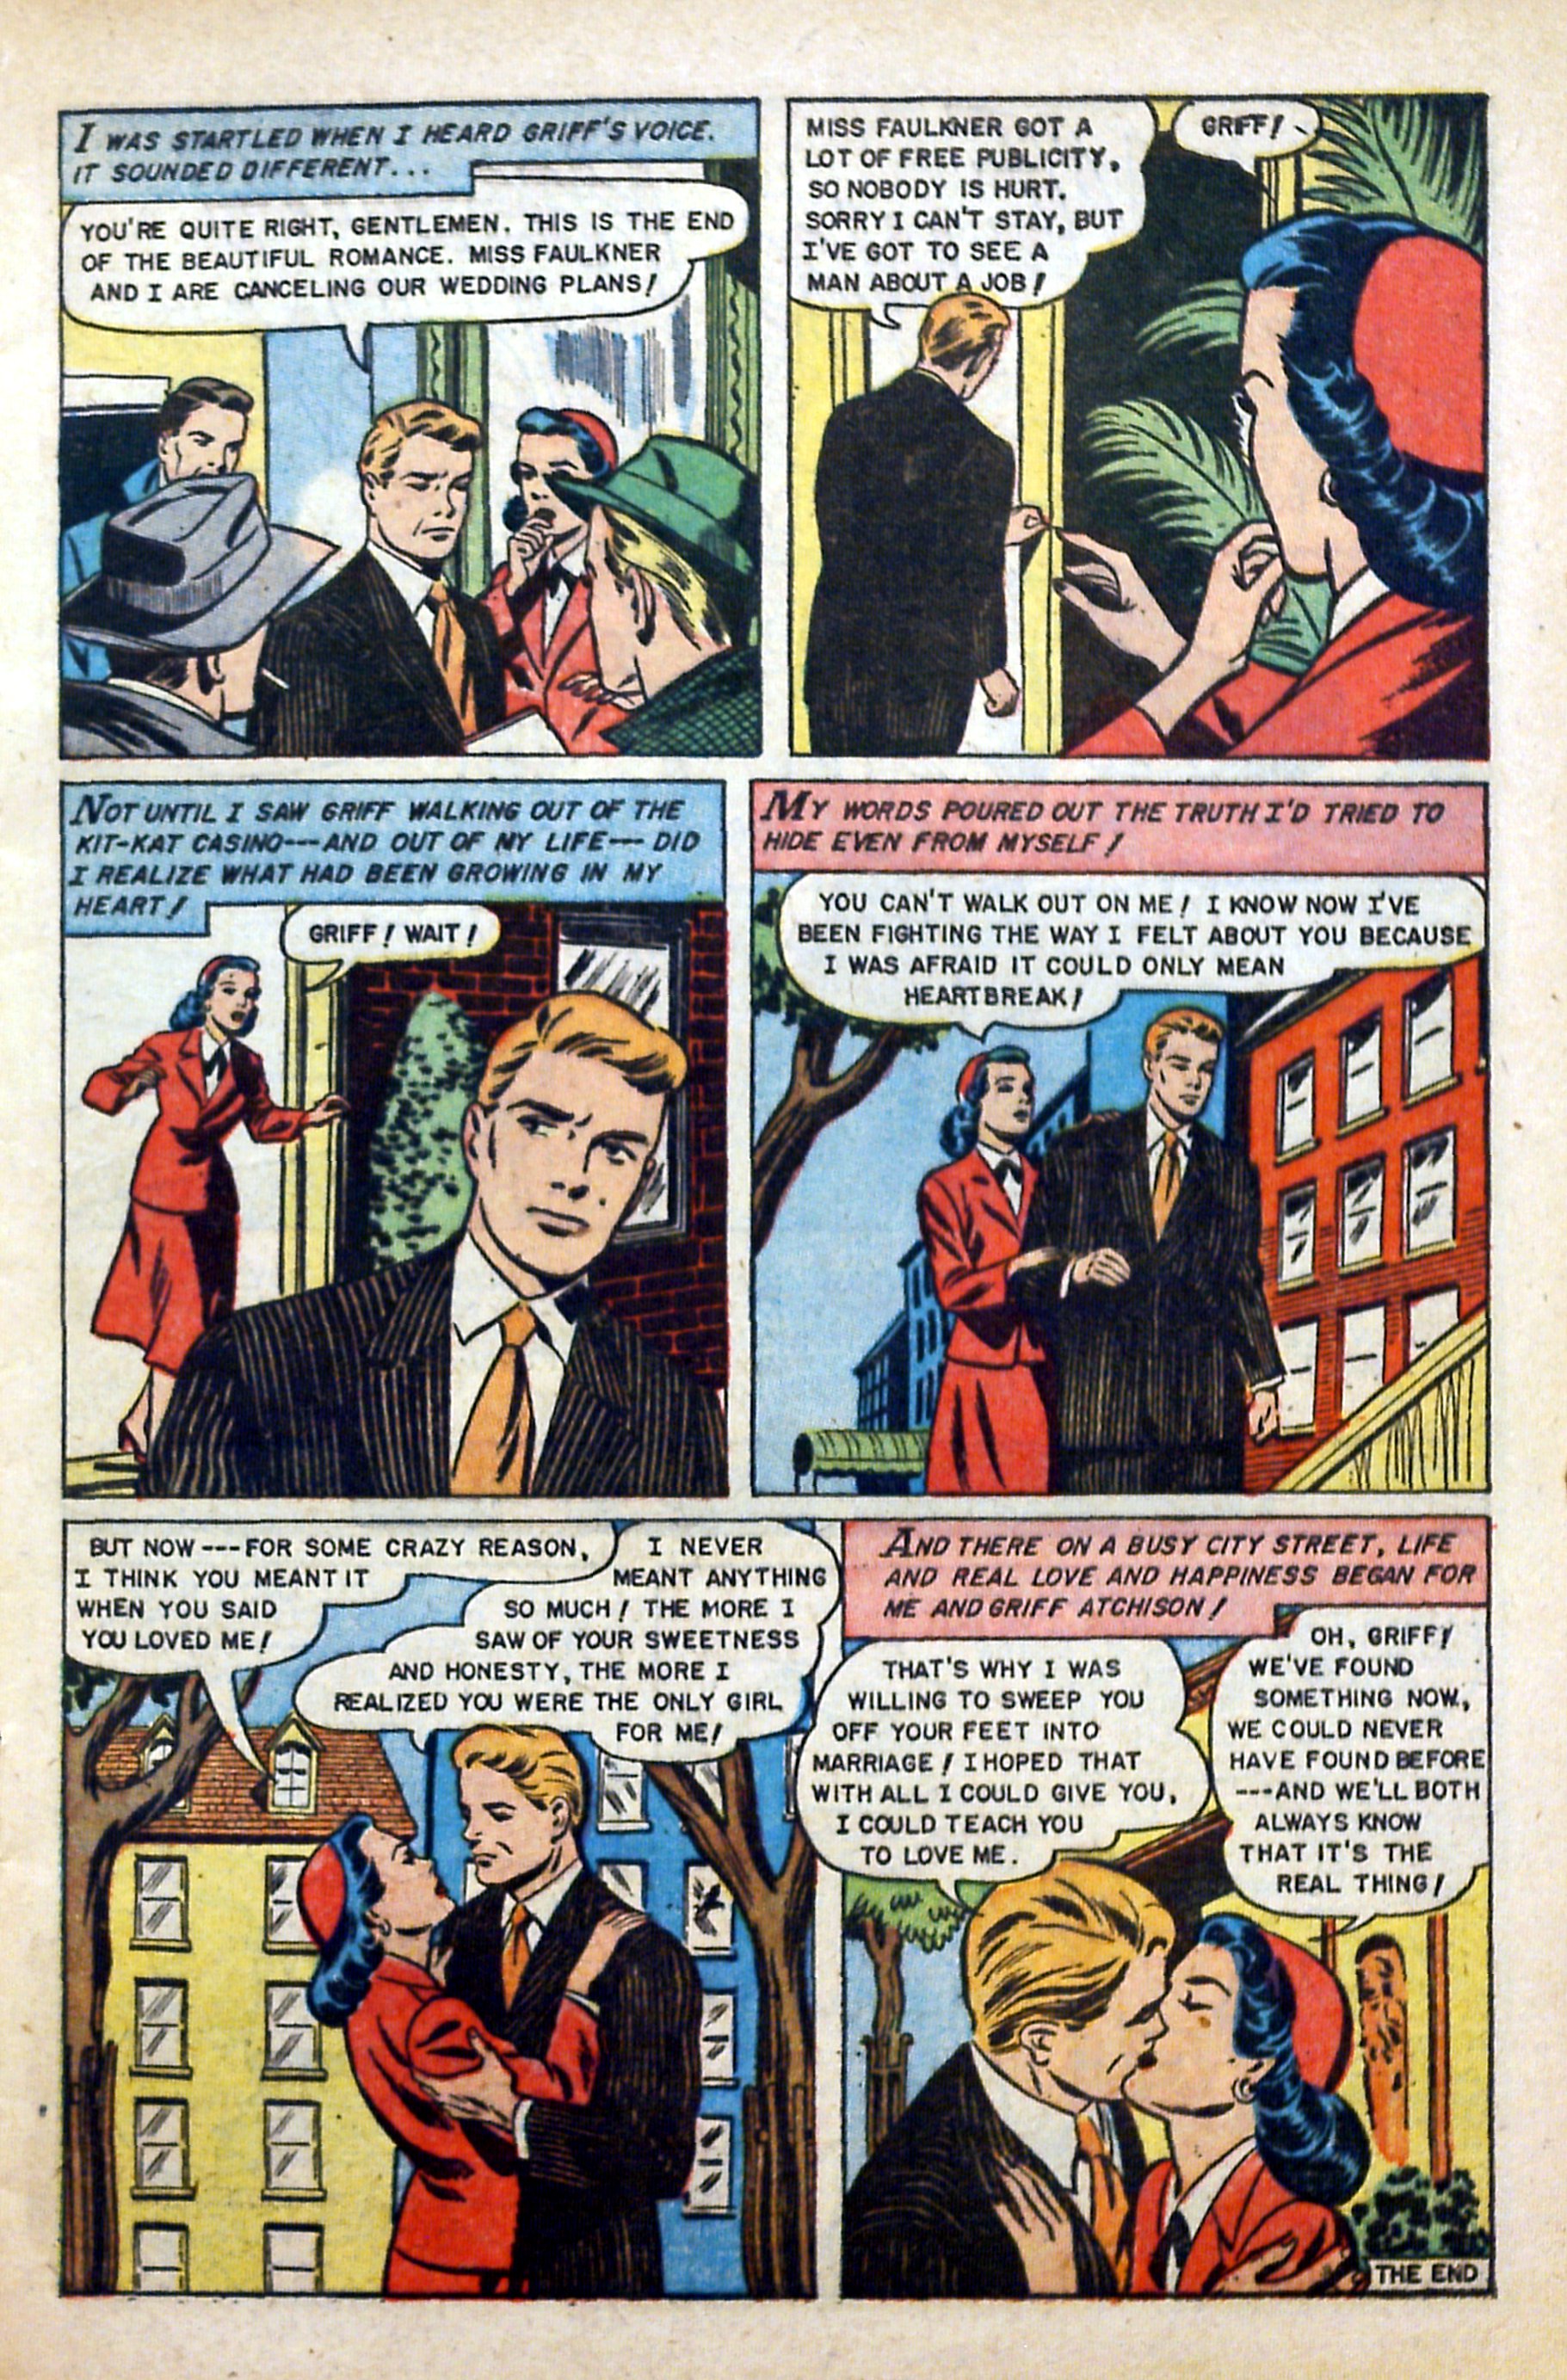 I WAS STARTLED WHEN I HEARD GRIFF'S VOICE.
IT SOUNDED DIFFERENT...
YOU'RE QUITE RIGHT, GENTLEMEN. THIS IS THE END
OF THE BEAUTIFUL ROMANCE. MISS FAULKNER
AND I ARE CANCELING OUR WEDDING PLANS!
MISS FAULKNER GOT A
LOT OF FREE PUBLICITY,
SO NOBODY IS HURT.
SORRY I CAN'T STAY, BUT
I'VE GOT TO SEE A
MAN ABOUT A JOB!
GRIFF!
NOT UNTIL I SAW GRIFF WALKING OUT OF THE
KIT-KAT CASINO---AND OUT OF MY LIFE--- DID
I REALIZE WHAT HAD BEEN GROWING IN MY
HEART!
GRIFF! WAIT!
MY WORDS POURED OUT THE TRUTH I'D TRIED TO
HIDE EVEN FROM MYSELF!
YOU CAN'T WALK OUT ON ME! I KNOW NOW I'VE
BEEN FIGHTING THE WAY I FELT ABOUT YOU BECAUSE
I WAS AFRAID IT COULD ONLY MEAN
HEARTBREAK!
BUT NOW---FOR SOME CRAZY REASON,
I THINK YOU MEANT IT
WHEN YOU SAID
YOU LOVED ME!
I NEVER
MEANT ANYTHING
SO MUCH! THE MORE I
SAW OF YOUR SWEETNESS
AND HONESTY, THE MORE I
REALIZED YOU WERE THE ONLY GIRL
FOR ME!
AND THERE ON A BUSY CITY STREET, LIFE
AND REAL LOVE AND HAPPINESS BEGAN FOR
ME AND GRIFF ATCHISON!
THAT'S WHY I WAS
WILLING TO SWEEP YOU
OFF YOUR FEET INTO
MARRIAGE! I HOPED THAT
WITH ALL I COULD GIVE YOU,
I COULD TEACH YOU
TO LOVE ME.
OH, GRIFF!
WE'VE FOUND
SOMETHING NOW,
WE COULD NEVER
HAVE FOUND BEFORE
---AND WE'LL BOTH
ALWAYS KNOW
THAT IT'S THE
REAL THING!
THE END